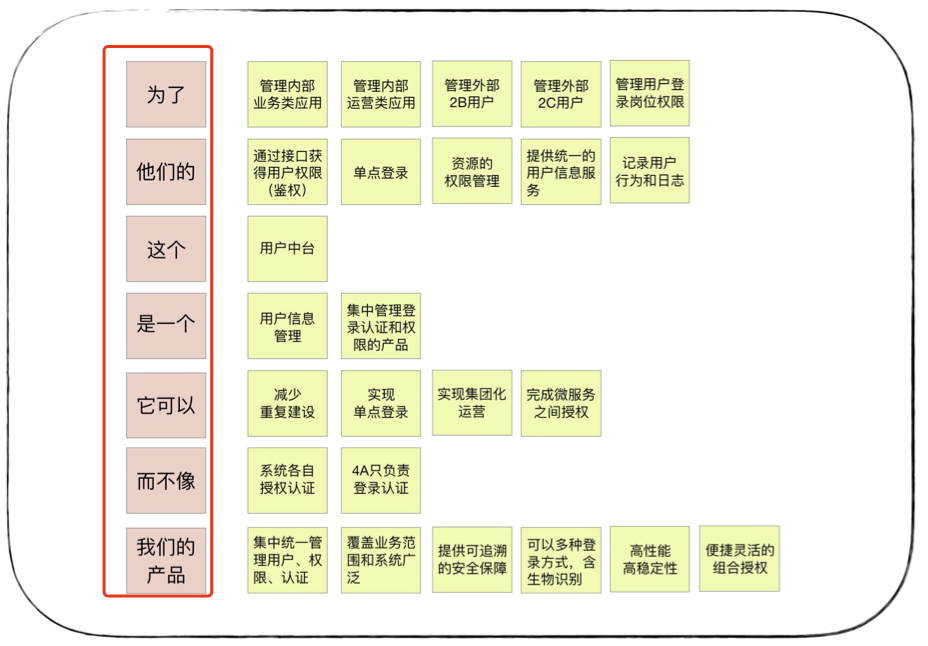 为了
管理内部
业务类应用
管理内部
运营类应用
管理外部
2B用户
管理外部
2C用户
管理用户登
录岗位权限
他们的
通过接口获
得用户权限
（鉴权）
单点登录
资源的
权限管理
提供统一的
用户信息服
务
记录用户
行为和日志
这个
用户中台
是一个
用户信息
管理
集中管理登
录认证和权
限的产品
它可以
减少
重复建设
实现
单点登录
实现集团化
运营
完成微服务
之间授权
而不像
系统各自
授权认证
4A只负责
登录认证
我们的
产品
集中统一管
理用户、权
限、认证
覆盖业务范
围和系统广
泛
提供可追溯
的安全保障
可以多种登
录方式，含
生物识别
高性能
高稳定性
便捷灵活的
组合授权